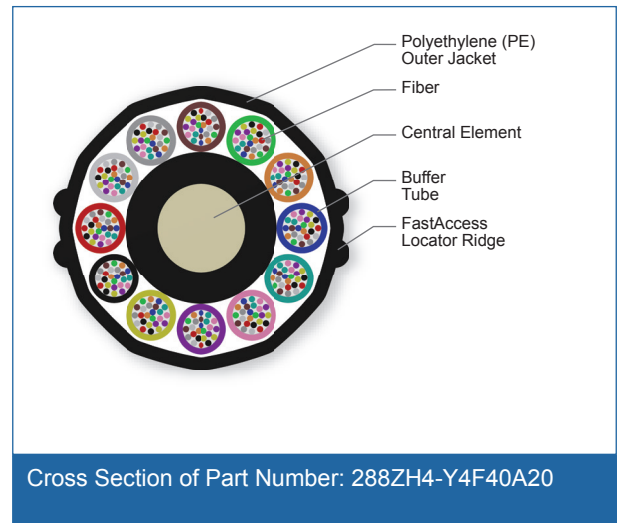 Polyethylene (PE)
Outer Jacket
Fiber
Central Element
Buffer
Tube
FastAccess
Locator Ridge
Cross Section of Part Number: 288ZH4-Y4F40A20